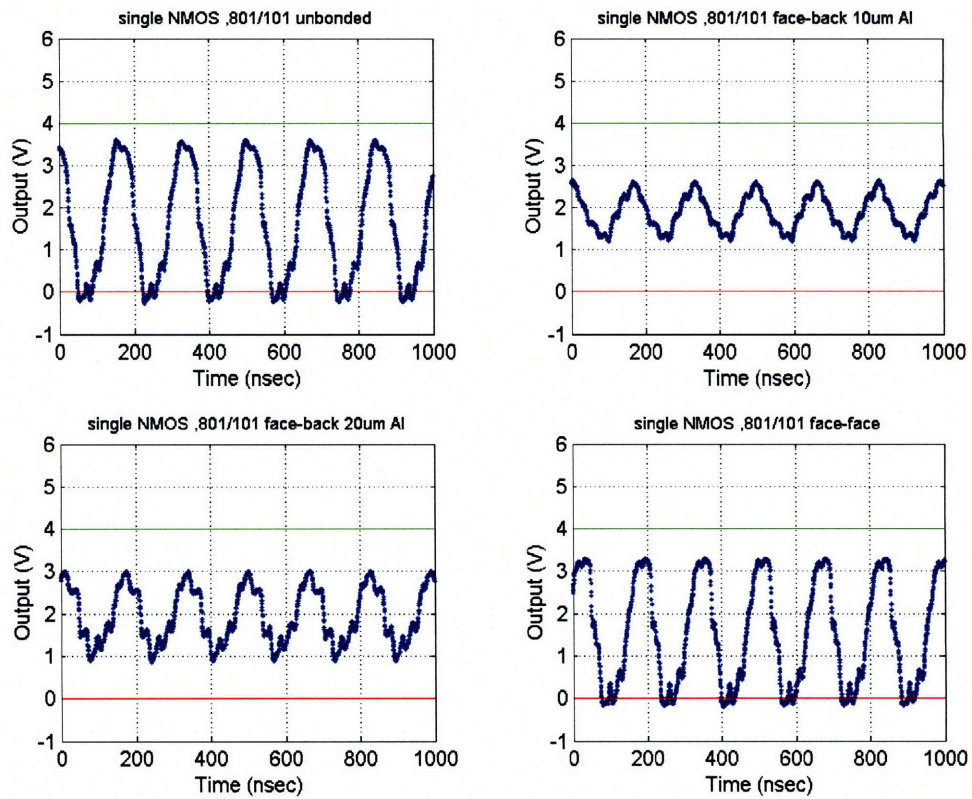 single NMOS ,801/101 unbonded
6
5
4
3
2
1
0
-1
Output (V)
0 200 400 600 800 1000
Time (nsec)
single NMOS ,801/101 face-back 10um Al
6
5
4
3
2
1
0
-1
Output (V)
0 200 400 600 800 1000
Time (nsec)
single NMOS ,801/101 face-back 20um Al
6
5
4
3
2
1
0
-1
Output (V)
0 200 400 600 800 1000
Time (nsec)
single NMOS ,801/101 face-face
6
5
4
3
2
1
0
-1
Output (V)
0 200 400 600 800 1000
Time (nsec)